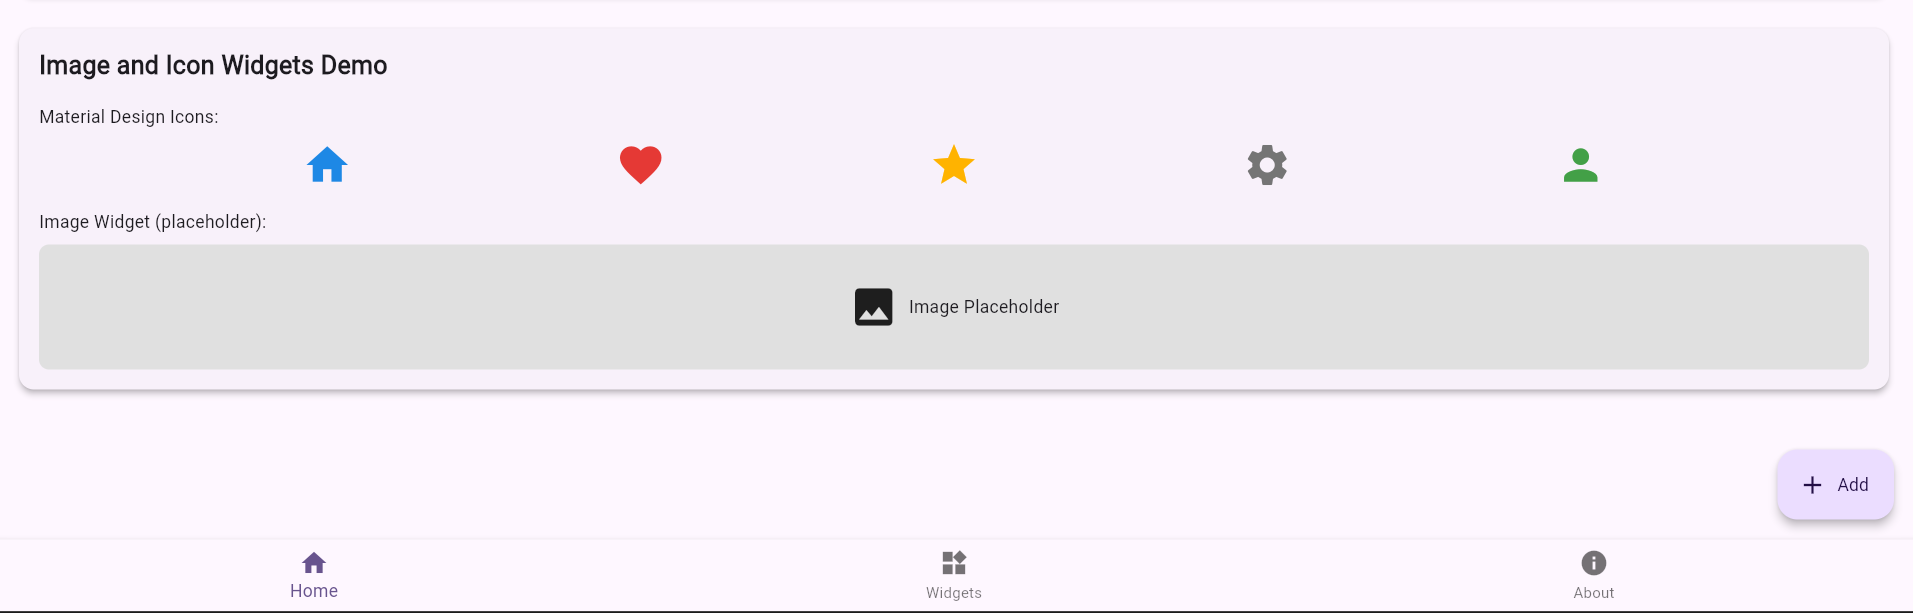 Image and Icon Widgets Demo
Material Design Icons:
Image Widget (placeholder):
Image Placeholder
Add
Home
Widgets
About